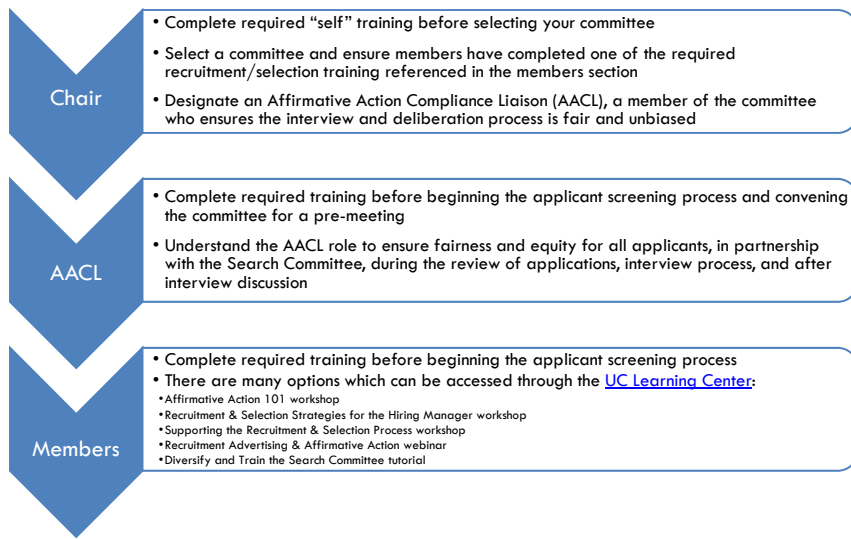 Chair
• Complete required “self” training before selecting your committee
• Select a committee and ensure members have completed one of the required
recruitment/selection training referenced in the members section
• Designate an Affirmative Action Compliance Liaison (AACL), a member of the committee
who ensures the interview and deliberation process is fair and unbiased
AACL
• Complete required training before beginning the applicant screening process and convening
the committee for a pre-meeting
• Understand the AACL role to ensure fairness and equity for all applicants, in partnership
with the Search Committee, during the review of applications, interview process, and after
interview discussion
Members
• Complete required training before beginning the applicant screening process
• There are many options which can be accessed through the UC Learning Center:
•Affirmative Action 101 workshop
•Recruitment & Selection Strategies for the Hiring Manager workshop
•Supporting the Recruitment & Selection Process workshop
•Recruitment Advertising & Affirmative Action webinar
•Diversify and Train the Search Committee tutorial